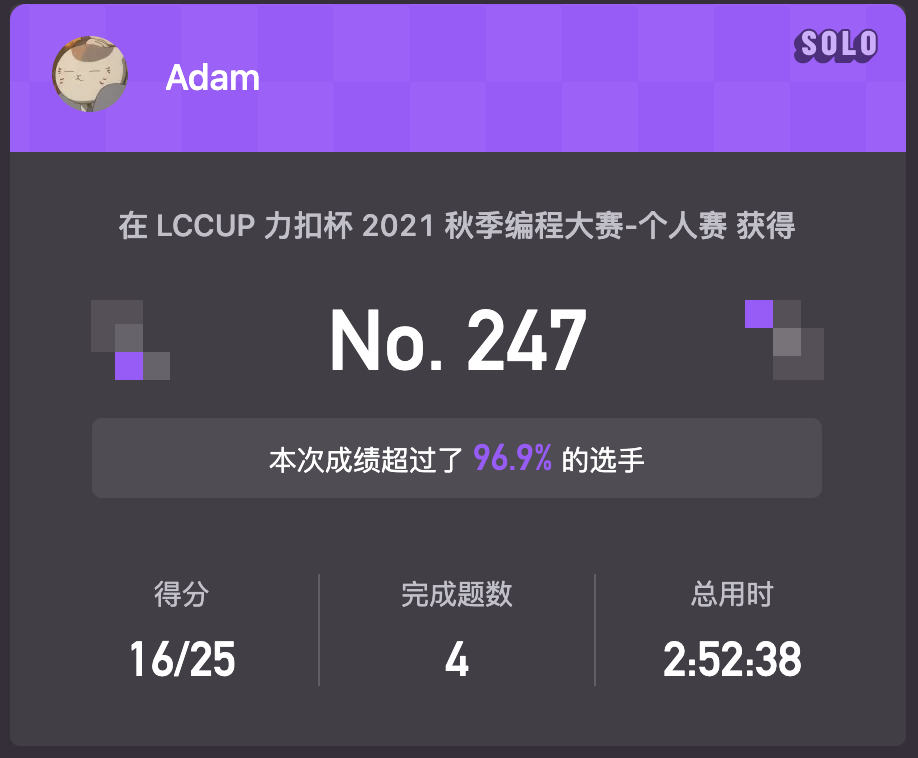 Adam
SOLO
在 LCCUP 力扣杯 2021 秋季编程大赛-个人赛 获得
No. 247
本次成绩超过了 96.9% 的选手
得分 完成题数 总用时
16/25 4 2:52:38